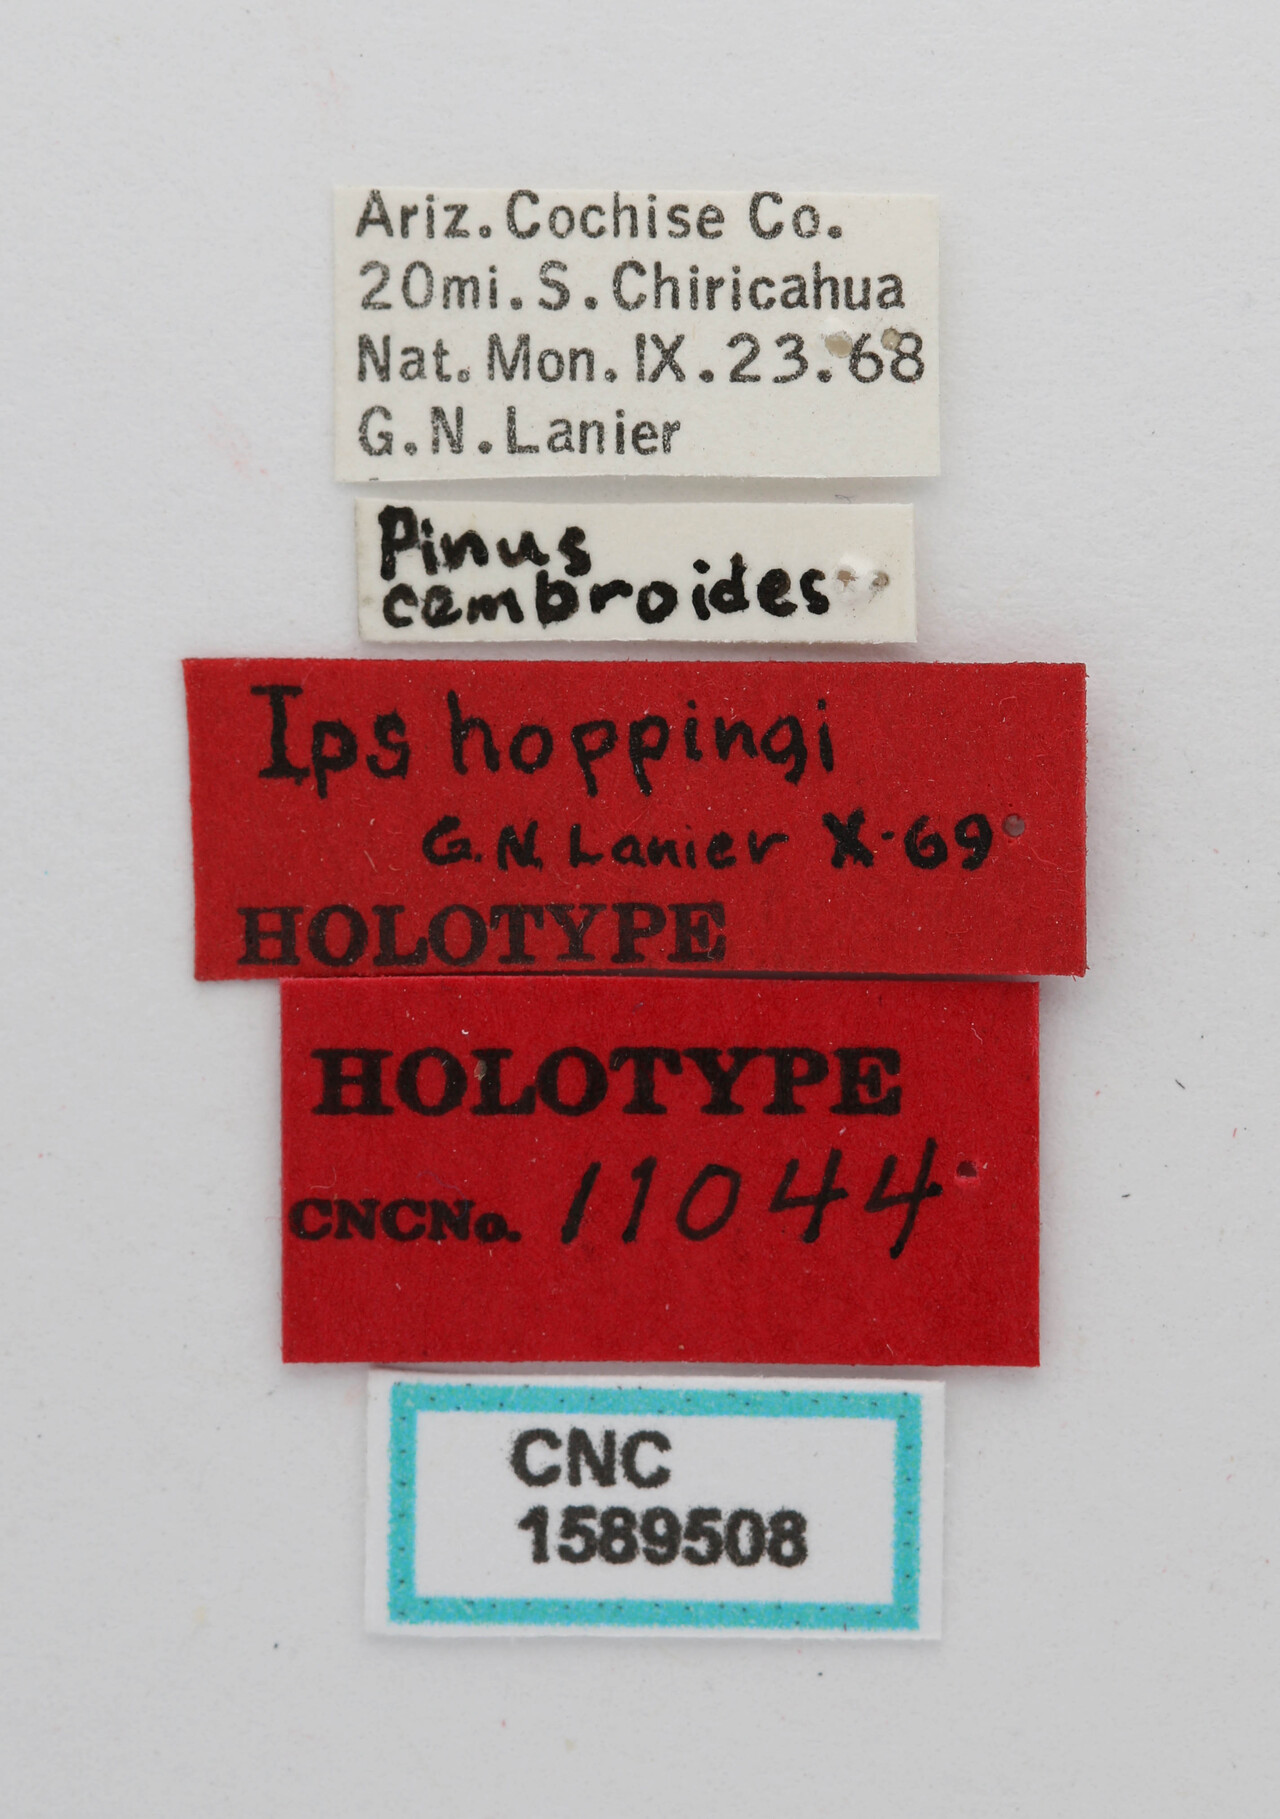 Ariz. Cochise Co.
20mi. S. Chiricahua
Nat. Mon. IX. 23.68
G. N. Lanier
Pinus
cembroides
Ips hoppingi
G. N. Lanier X-69
HOLOTYPE
HOLOTYPE
CNCNo. 11044
CNC
1589508